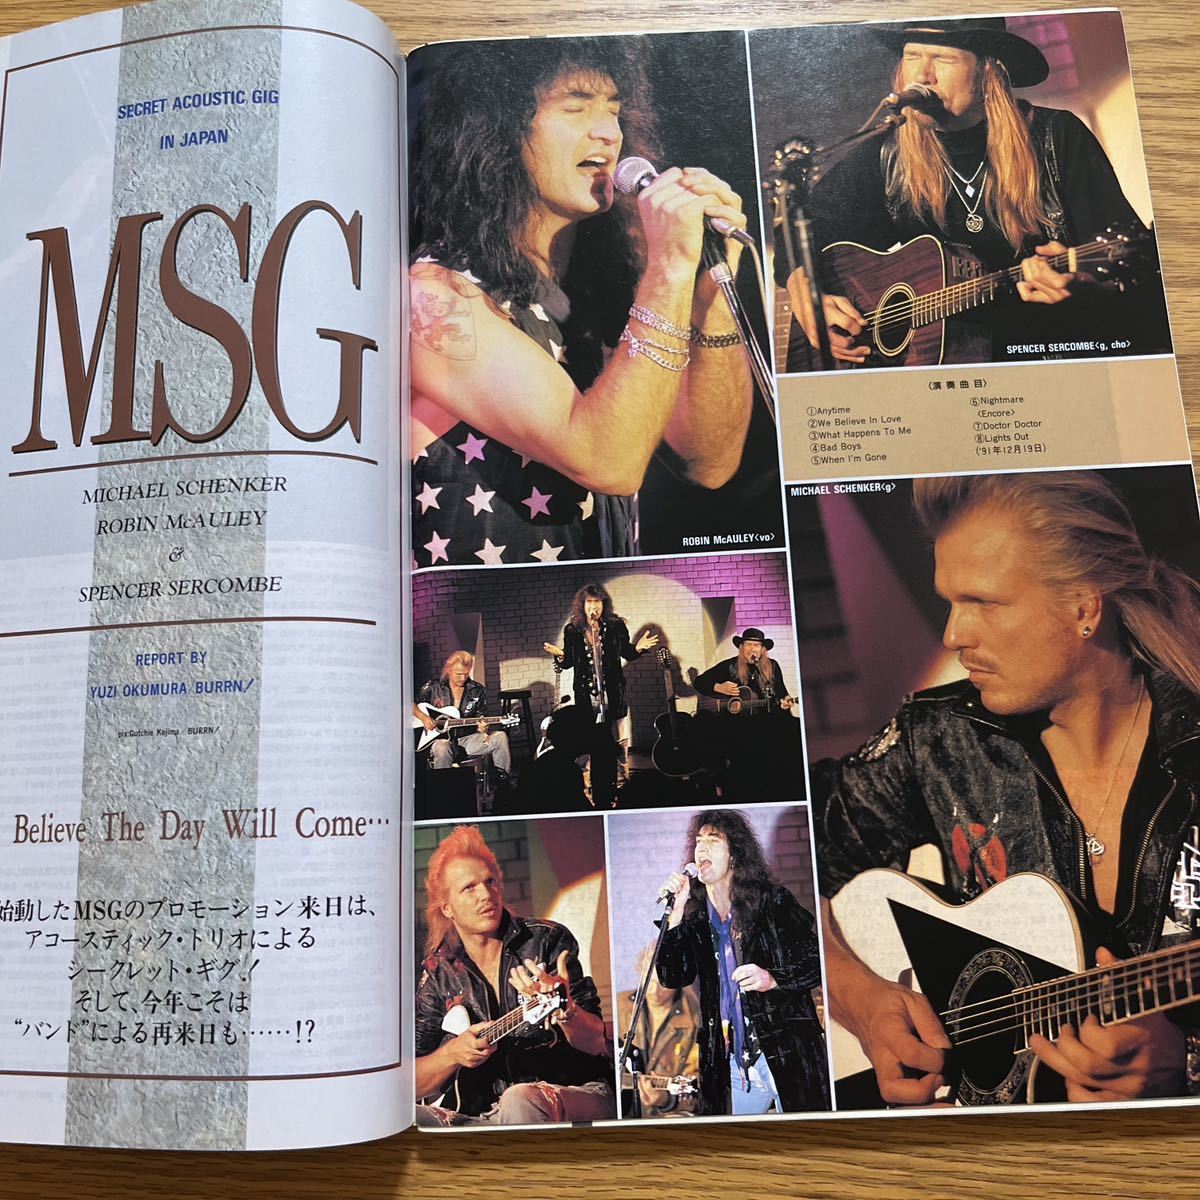 SECRET ACOUSTIC GIG
IN JAPAN
MSG
MICHAEL SCHENKER
ROBIN McAULEY
&
SPENCER SERCOMBE
REPORT BY
YUZI OKUMURA/BURRN!
pix:Gutchie Kojima/BURRN!
Believe The Day Will Come…
始動したMSGのプロモーション来日は、
アコースティック・トリオによる
シークレット・ギグ!
そして、今年こそは
“バンド”による再来日も……!?
ROBIN McAULEY<vo>
SPENCER SERCOMBE<g, cho>
〈演奏曲目〉
①Anytime
②We Believe In Love
③What Happens To Me
④Bad Boys
⑤When I'm Gone
⑥Nightmare
<Encore>
⑦Doctor Doctor
⑧Lights Out
('91年12月19日)
MICHAEL SCHENKER<g>